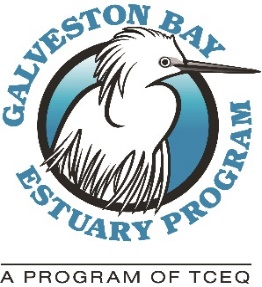 GALVESTON BAY
ESTUARY PROGRAM
A PROGRAM OF TCEQ